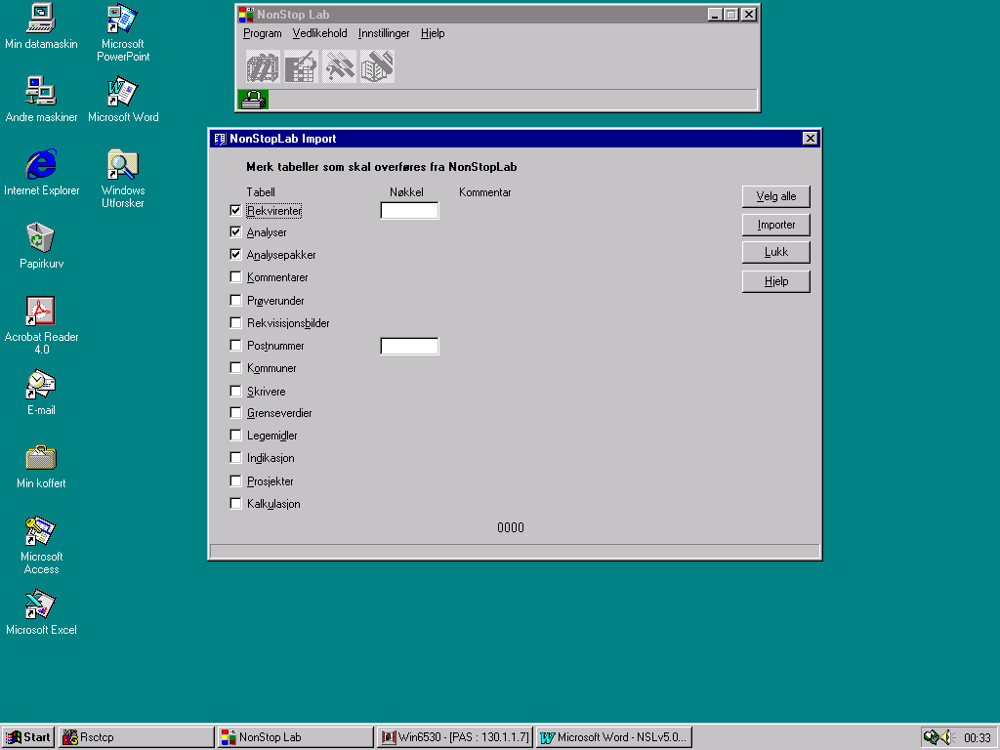 Min datamaskin
Microsoft
PowerPoint
Andre maskiner
Microsoft Word
Internet Explorer
Windows
Utforsker
Papirkurv
Acrobat Reader
4.0
E-mail
Min koffert
Microsoft
Access
Microsoft Excel
NonStop Lab
Program Vedlikehold Innstillinger Hjelp
NonStopLab Import
Merk tabeller som skal overføres fra NonStopLab
Tabell Nøkkel Kommentar
Rekvirenter
Analyser
Analysepakker
Kommentarer
Prøverunder
Rekvisisjonsbilder
Postnummer
Kommuner
Skrivere
Grenseverdier
Legemidler
Indikasjon
Prosjekter
Kalkulasjon
Velg alle
Importer
Lukk
Hjelp
0000
Start Rsctcp NonStop Lab Win6530 - [PAS : 130.1.1.7] Microsoft Word - NSLv5.0... 00:33